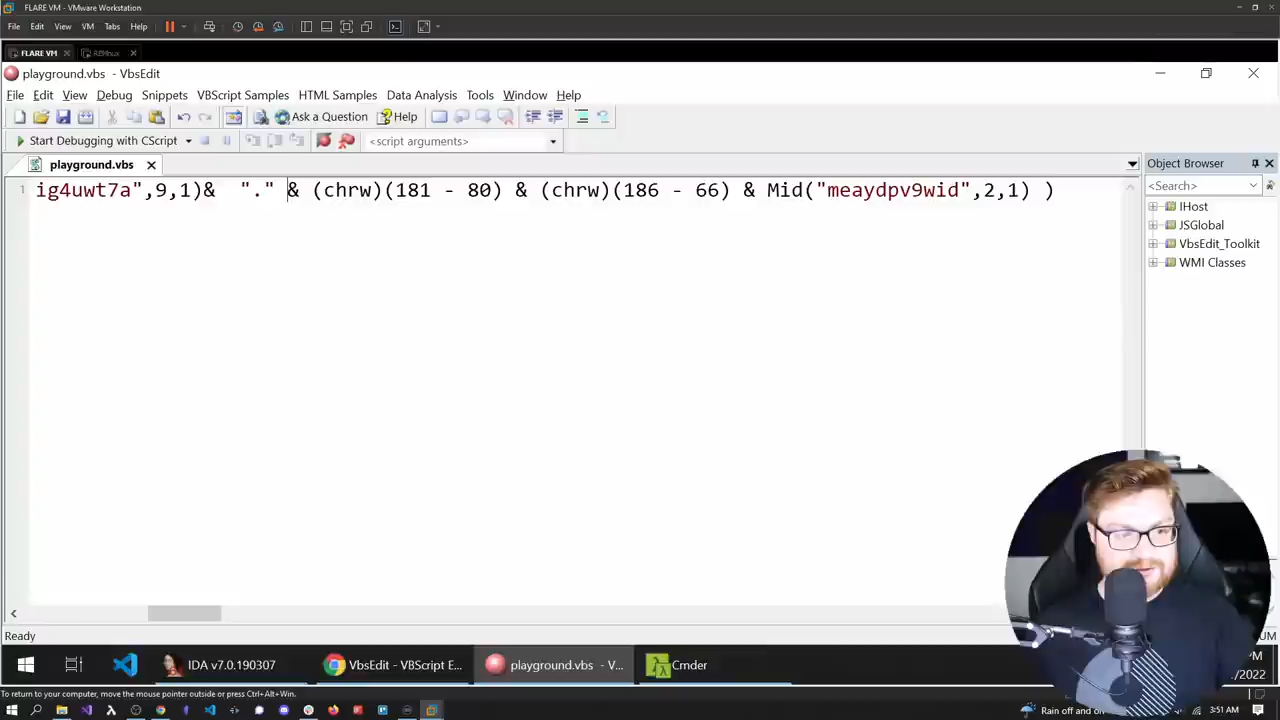 FLARE VM - VMware Workstation
File Edit View VM Tabs Help
FLARE VM REMnux
playground.vbs - VbsEdit
File Edit View Debug Snippets VBScript Samples HTML Samples Data Analysis Tools Window Help
Ask a Question Help
Start Debugging with CScript <script arguments>
playground.vbs
Object Browser
1 ig4uwt7a",9,1)& "." & (chrw)(181 - 80) & (chrw)(186 - 66) & Mid("meaydpv9wid",2,1) )
<Search>
IHost
JSGlobal
VbsEdit_Toolkit
WMI Classes
Ready
UM
IDA v7.0.190307 VbsEdit - VBScript E... playground.vbs - V... Cmder
PM
/2022
To return to your computer, move the mouse pointer outside or press Ctrl+Alt+Win.
Rain off and on 3:51 AM